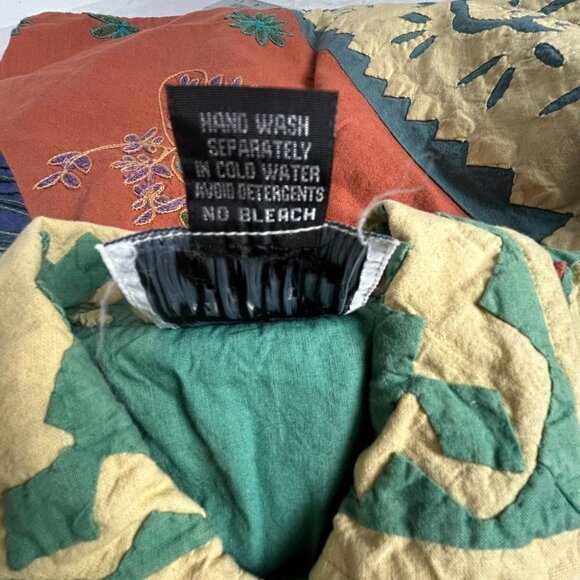 HAND WASH
SEPARATELY
IN COLD WATER
AVOID DETERGENTS
NO BLEACH